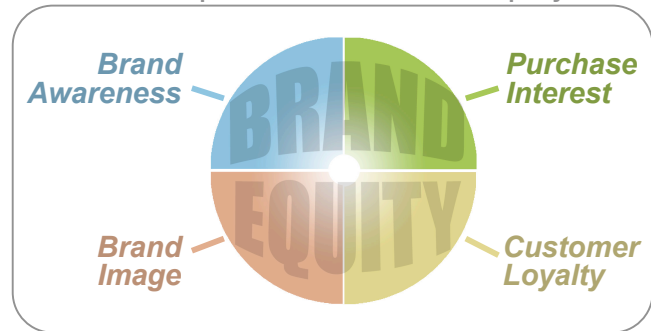 Brand
Awareness
Purchase
Interest
BRAND
EQUITY
Brand
Image
Customer
Loyalty